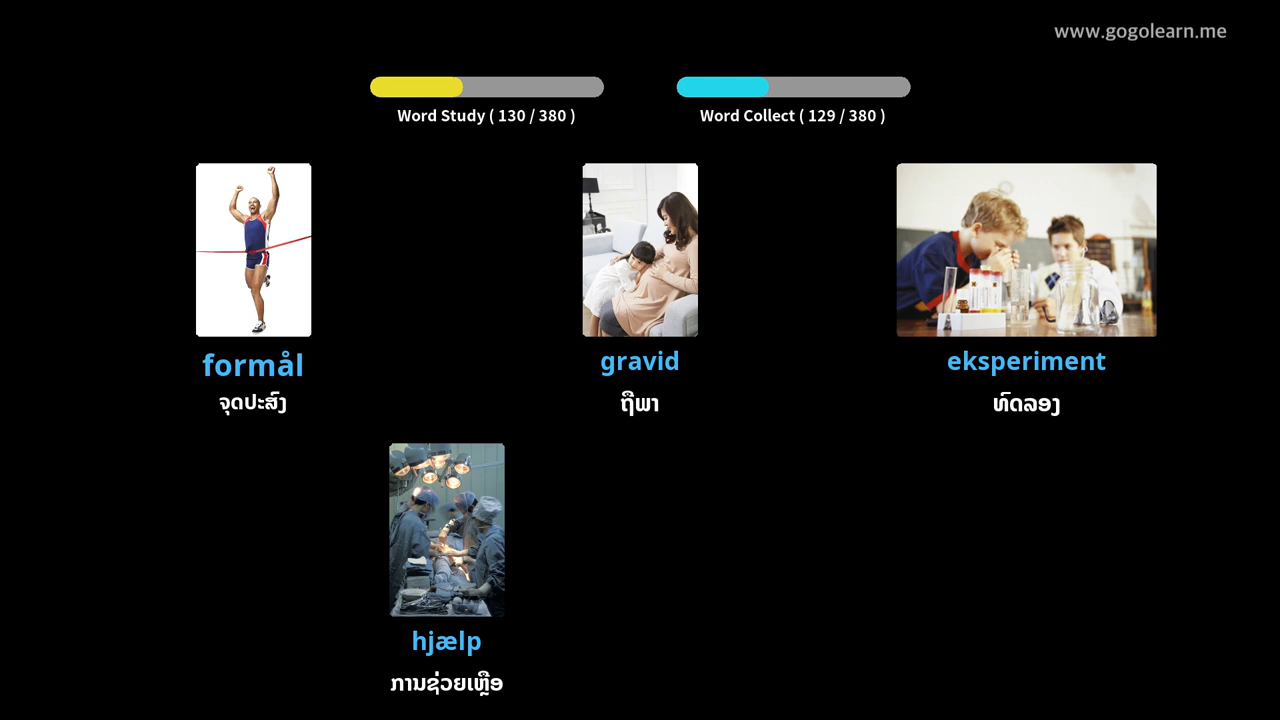 www.gogolearn.me
Word Study ( 130 / 380 )
Word Collect ( 129 / 380 )
formål
ຈຸດປະສົງ
gravid
ຖືພາ
eksperiment
ທົດລອງ
hjælp
ການຊ່ວຍເຫຼືອ